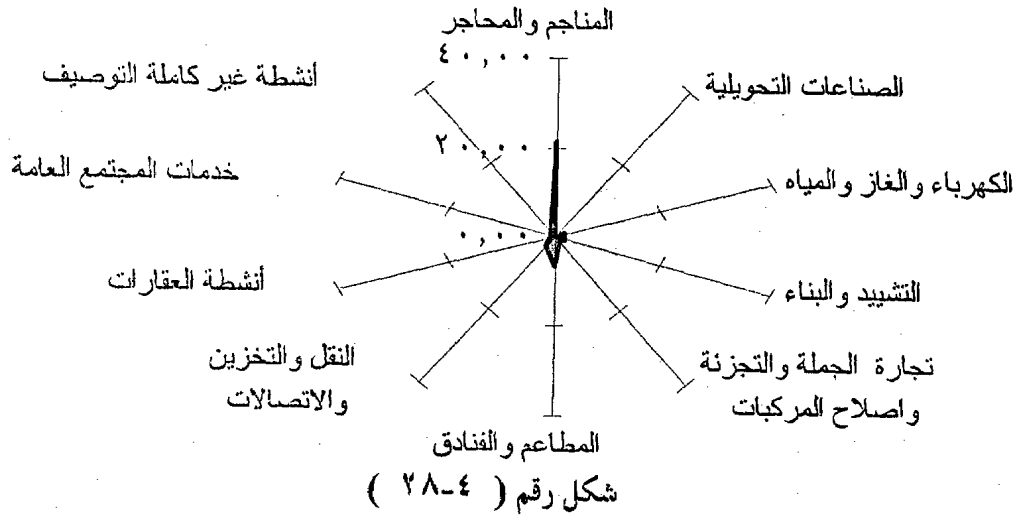 المناجم والمحاجر
٤٠,٠٠
أنشطة غير كاملة التوصيف
الصناعات التحويلية
٢٠,٠٠
خدمات المجتمع العامة
الكهرباء والغاز والمياه
٠,٠٠
أنشطة العقارات
التشييد والبناء
النقل والتخزين
والاتصالات
تجارة الجملة والتجزئة
واصلاح المركبات
المطاعم والفنادق
شكل رقم ( ٤-٢٨ )